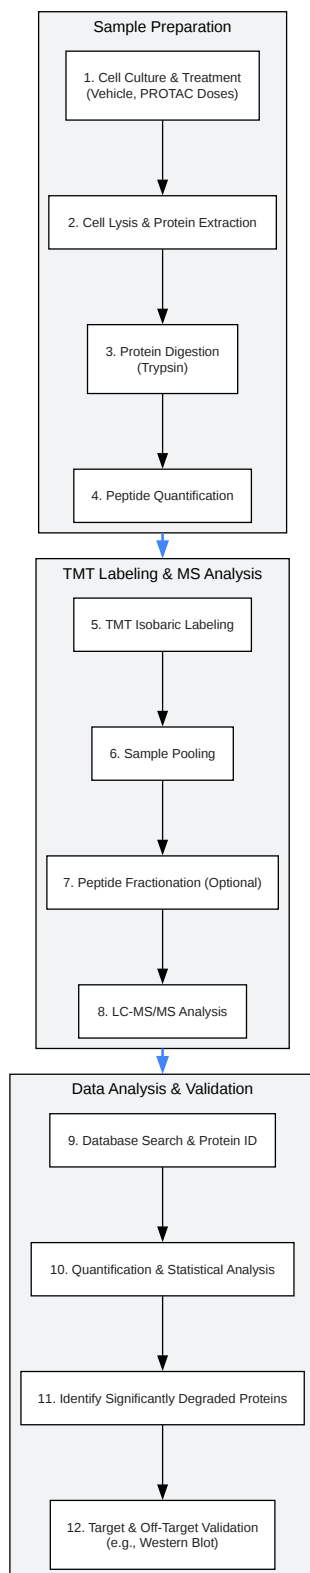 Sample Preparation
1. Cell Culture & Treatment
(Vehicle, PROTAC Doses)
2. Cell Lysis & Protein Extraction
3. Protein Digestion
(Trypsin)
4. Peptide Quantification
TMT Labeling & MS Analysis
5. TMT Isobaric Labeling
6. Sample Pooling
7. Peptide Fractionation (Optional)
8. LC-MS/MS Analysis
Data Analysis & Validation
9. Database Search & Protein ID
10. Quantification & Statistical Analysis
11. Identify Significantly Degraded Proteins
12. Target & Off-Target Validation
(e.g., Western Blot)